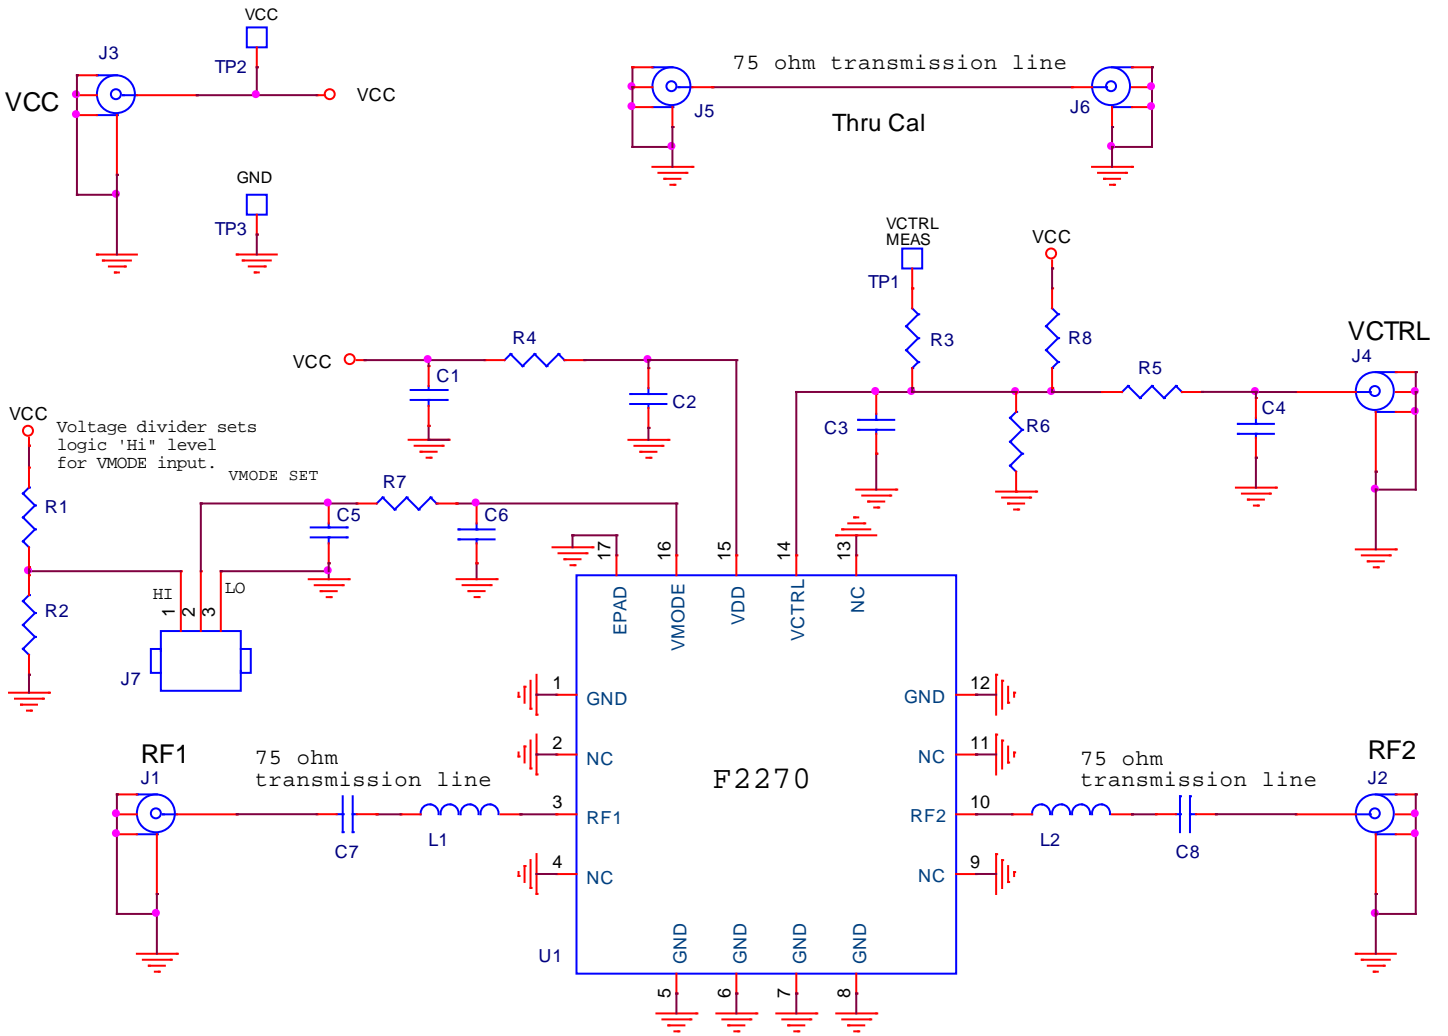 VCC
J3
TP2
VCC
VCC
75 ohm transmission line
J5
J6
Thru Cal
GND
TP3
VCTRL
MEAS
TP1
VCC
R3
R8
VCTRL
J4
R5
VCC
R4
C1
C2
C3
R6
C4
VCC
Voltage divider sets
logic 'Hi" level
for VMODE input.
VMODE SET
R1
R7
C5
C6
R2
HI
LO
1
2
3
J7
17
16
15
14
13
EPAD
VMODE
VDD
VCTRL
NC
1
GND
GND
12
2
NC
NC
11
F2270
RF1
J1
75 ohm
transmission line
C7
L1
3
RF1
RF2
10
75 ohm
transmission line
L2
C8
RF2
J2
4
NC
NC
9
U1
GND
GND
GND
GND
5
6
7
8